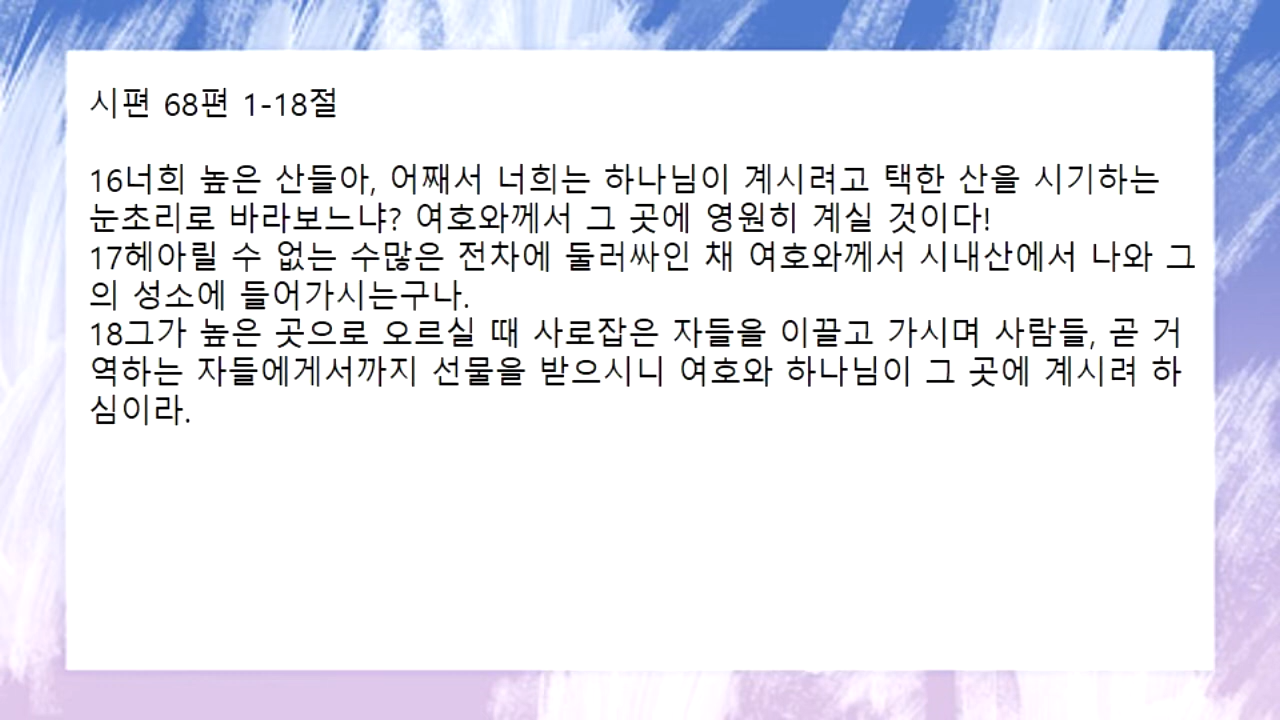 시편 68편 1-18절
16너희 높은 산들아, 어째서 너희는 하나님이 계시려고 택한 산을 시기하는
눈초리로 바라보느냐? 여호와께서 그 곳에 영원히 계실 것이다!
17헤아릴 수 없는 수많은 전차에 둘러싸인 채 여호와께서 시내산에서 나와 그
의 성소에 들어가시는구나.
18그가 높은 곳으로 오르실 때 사로잡은 자들을 이끌고 가시며 사람들, 곧 거
역하는 자들에게서까지 선물을 받으시니 여호와 하나님이 그 곳에 계시려 하
심이라.